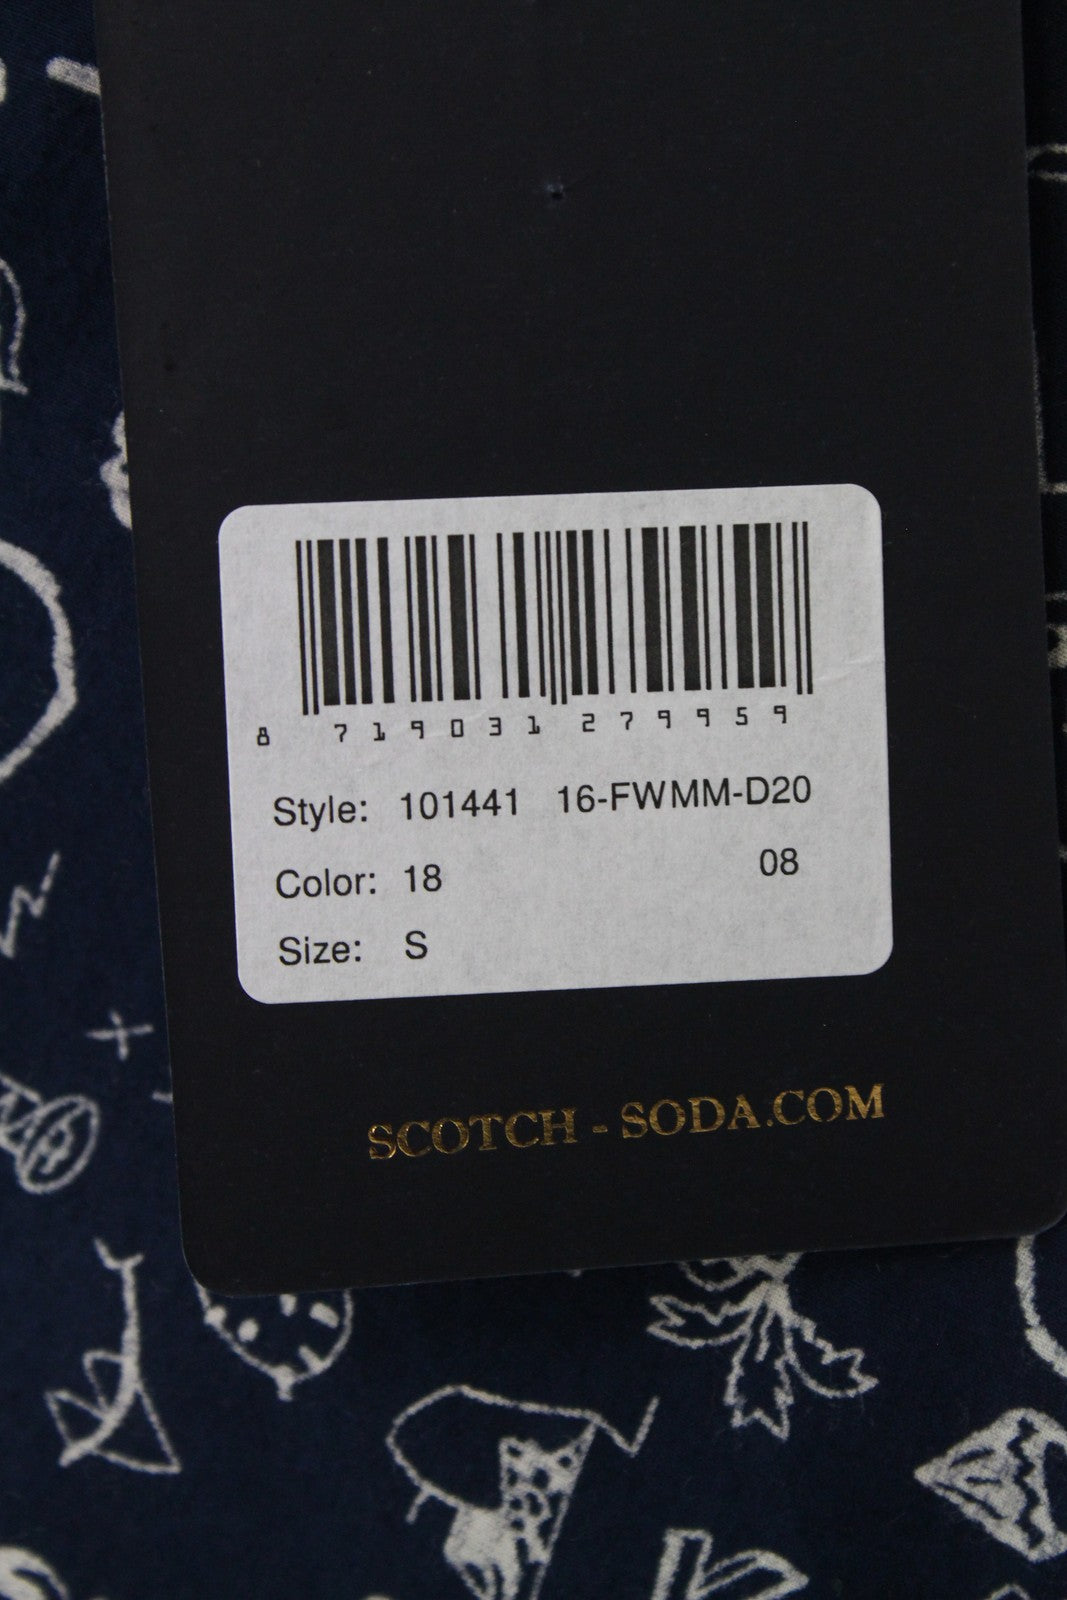 8 719031 279959
Style: 101441 16-FWMM-D20
Color: 18 08
Size: S
SCOTCH - SODA.COM